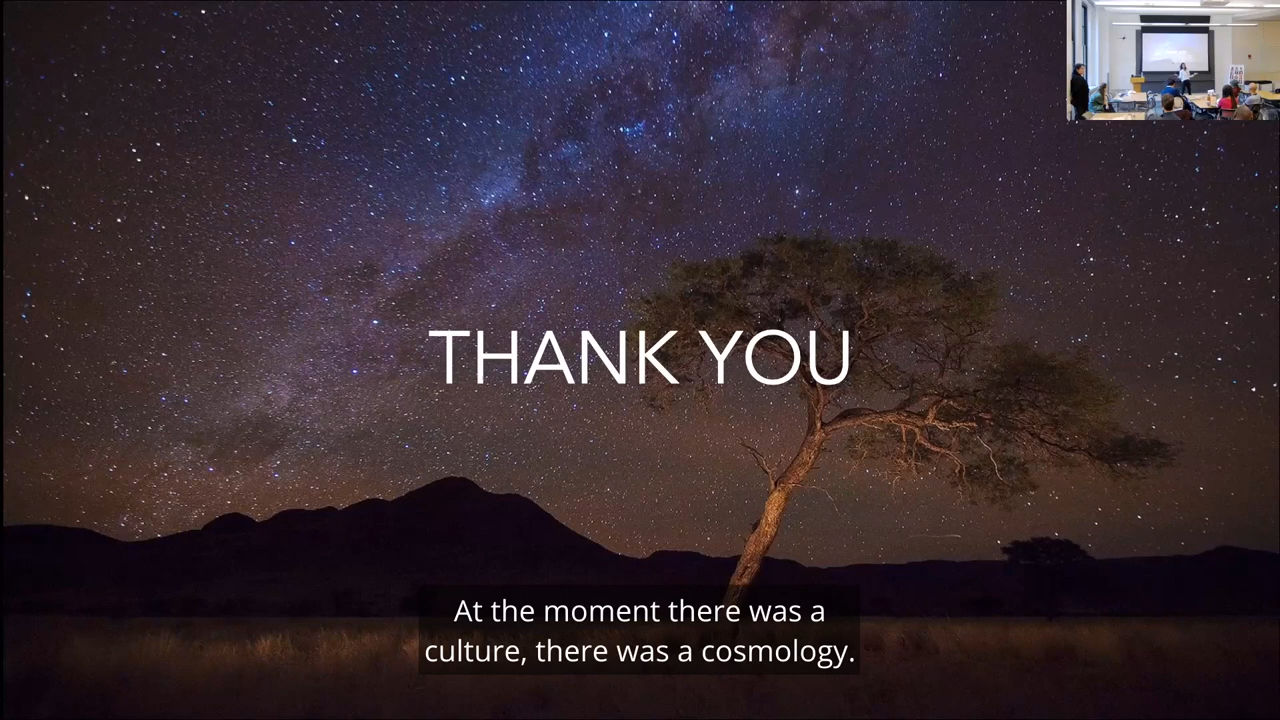 THANK YOU
At the moment there was a
culture, there was a cosmology.